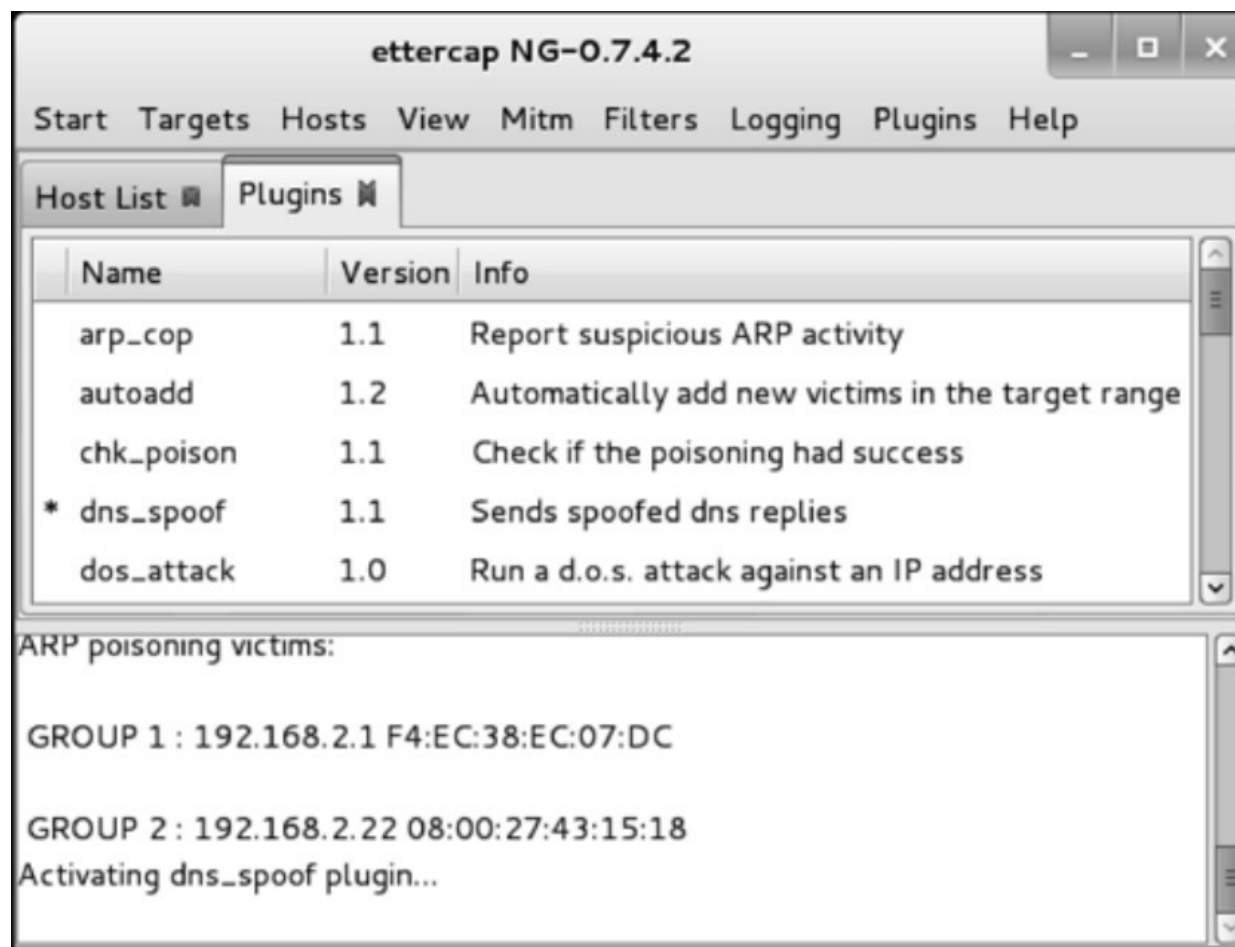 ettercap NG-0.7.4.2
Start Targets Hosts View Mitm Filters Logging Plugins Help
Host List Plugins
Name Version Info
arp_cop 1.1 Report suspicious ARP activity
autoadd 1.2 Automatically add new victims in the target range
chk_poison 1.1 Check if the poisoning had success
* dns_spoof 1.1 Sends spoofed dns replies
dos_attack 1.0 Run a d.o.s. attack against an IP address
ARP poisoning victims:
GROUP 1 : 192.168.2.1 F4:EC:38:EC:07:DC
GROUP 2 : 192.168.2.22 08:00:27:43:15:18
Activating dns_spoof plugin...